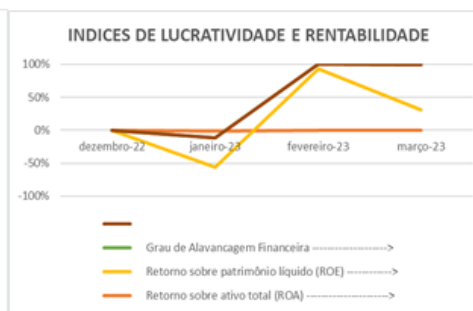 INDICES DE LUCRATIVIDADE E RENTABILIDADE
100%
50%
0%
dezembro-22 janeiro-23 fevereiro-23 março-23
-50%
-100%
Grau de Alavancagem Financeira -------------------->
Retorno sobre patrimônio líquido (ROE) ------------->
Retorno sobre ativo total (ROA) ---------------------->